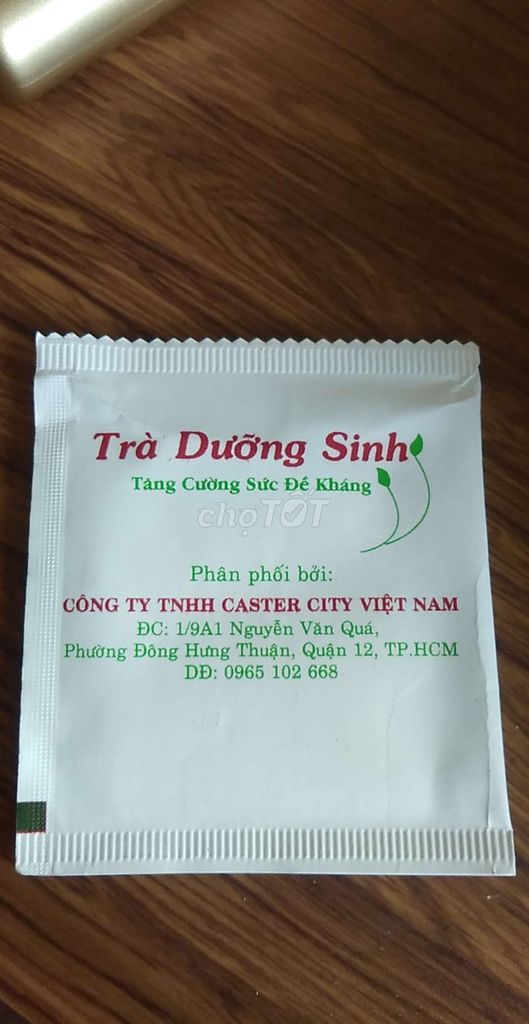 Trà Dưỡng Sinh
Tăng Cường Sức Đề Kháng
chợTỐT
Phân phối bởi:
CÔNG TY TNHH CASTER CITY VIỆT NAM
ĐC: 1/9A1 Nguyễn Văn Quá,
Phường Đông Hưng Thuận, Quận 12, TP.HCM
DĐ: 0965 102 668